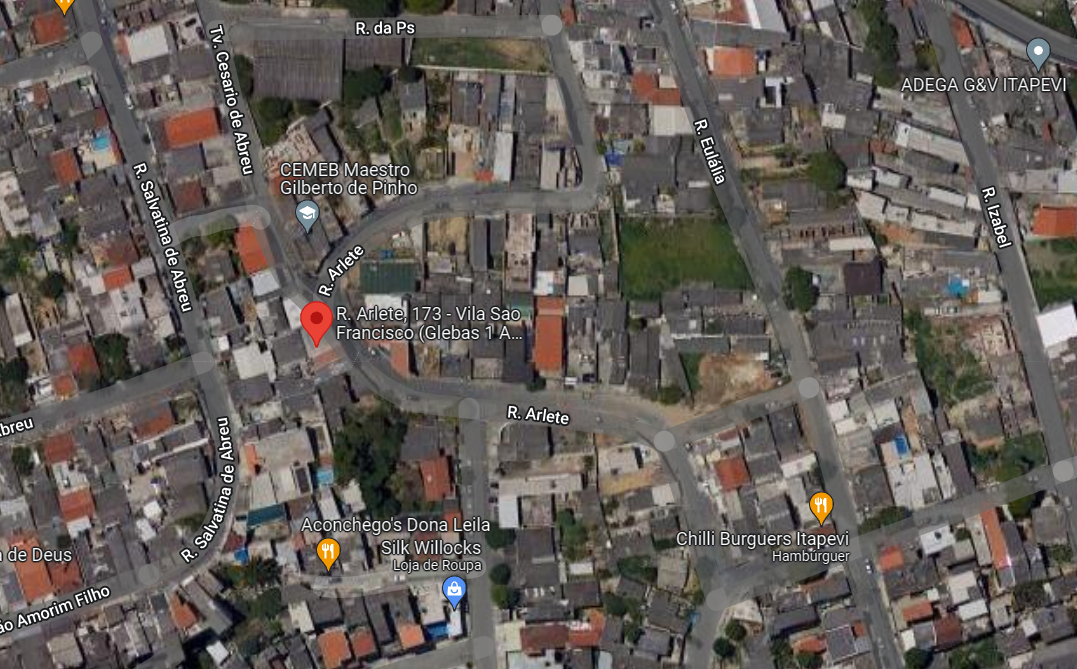 R. da Ps
Tv. Cesario de Abreu
ADEGA G&V ITAPEVI
R. Eulália
CEMEB Maestro
Gilberto de Pinho
R. Salvatina de Abreu
R. Izabel
R. Arlete
R. Arlete, 173 - Vila Sao
Francisco (Glebas 1 A...
R. Arlete
breu
R. Salvatina de Abreu
Aconchego's Dona Leila
Silk Willocks
Loja de Roupa
Chilli Burguers Itapevi
Hambúrguer
de Deus
ão Amorim Filho